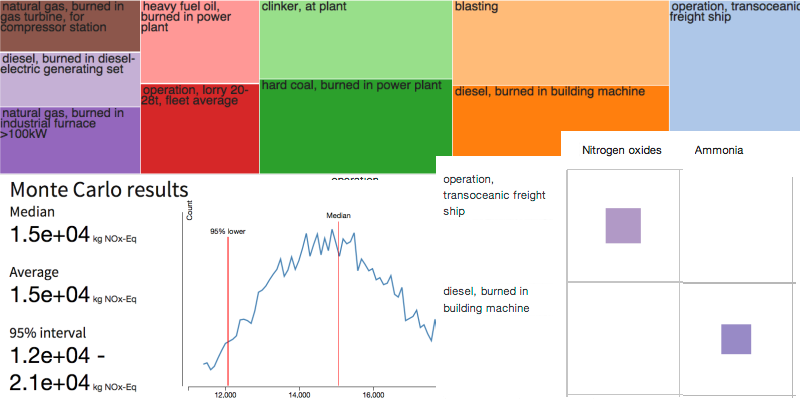 natural gas, burned in
gas turbine, for
compressor station
diesel, burned in diesel-
electric generating set
natural gas, burned in
industrial furnace
>100kW
heavy fuel oil,
burned in power
plant
operation, lorry 20-
28t, fleet average
clinker, at plant
hard coal, burned in power plant
blasting
diesel, burned in building machine
operation, transoceanic
freight ship
Monte Carlo results
Median
1.5e+04 kg NOx-Eq
Average
1.5e+04 kg NOx-Eq
95% interval
1.2e+04 -
2.1e+04 kg NOx-Eq
operation
Count
95% lower
Median
12,000
14,000
16,000
Nitrogen oxides
Ammonia
operation,
transoceanic freight
ship
diesel, burned in
building machine